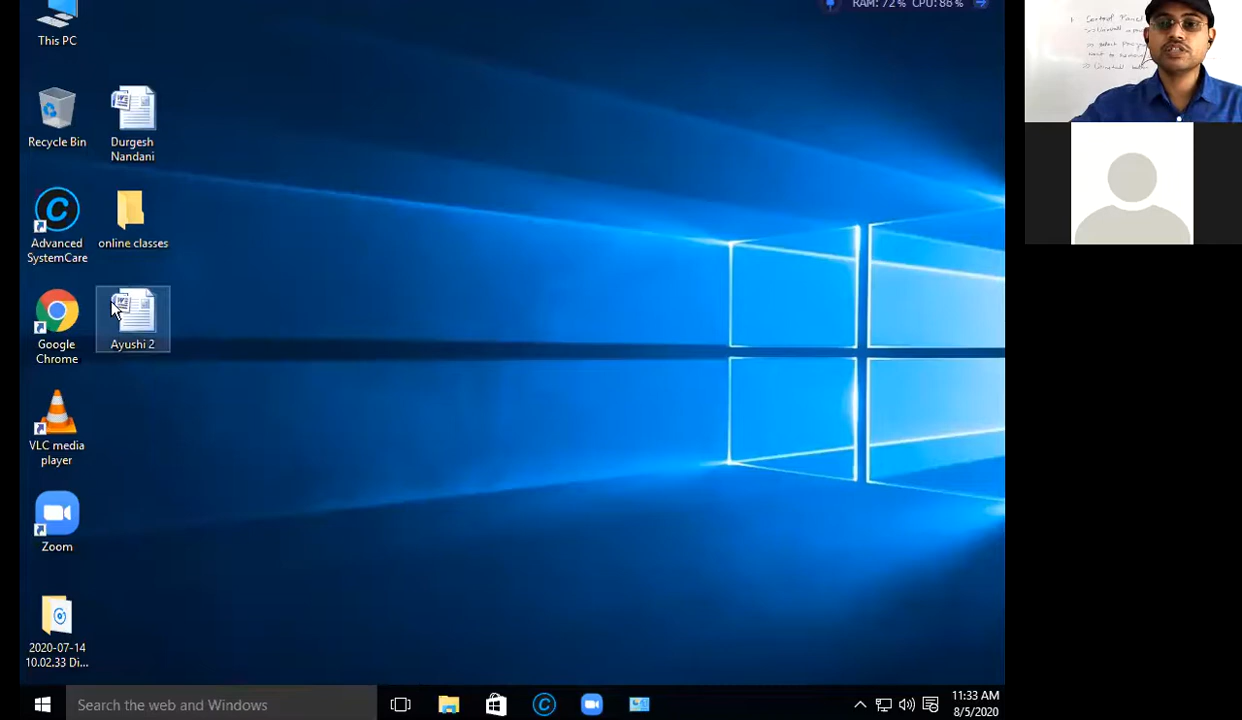 RAM: 72% CPU: 86%
This PC
Recycle Bin
Durgesh
Nandani
Advanced
SystemCare
online classes
Google
Chrome
Ayushi 2
VLC media
player
Zoom
2020-07-14
10.02.33 Di...
Search the web and Windows
11:33 AM
8/5/2020
Control Panel